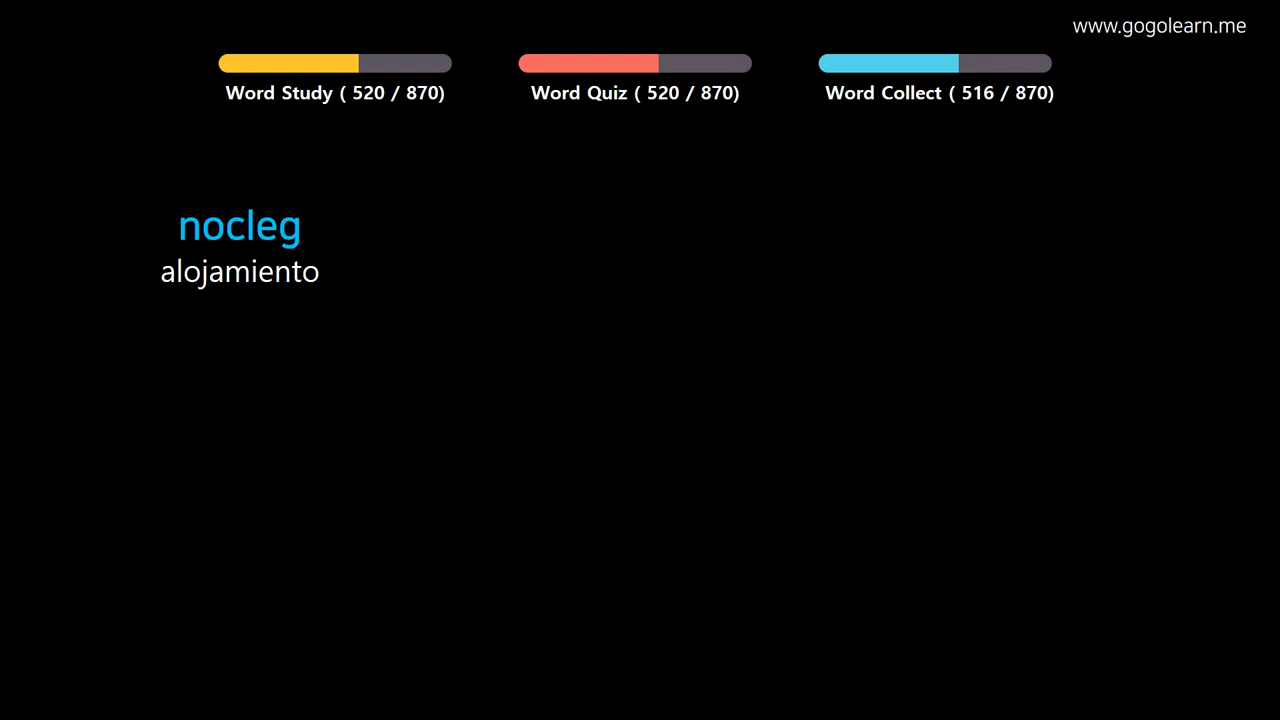 www.gogolearn.me
Word Study ( 520 / 870)
Word Quiz ( 520 / 870)
Word Collect ( 516 / 870)
nocleg
alojamiento